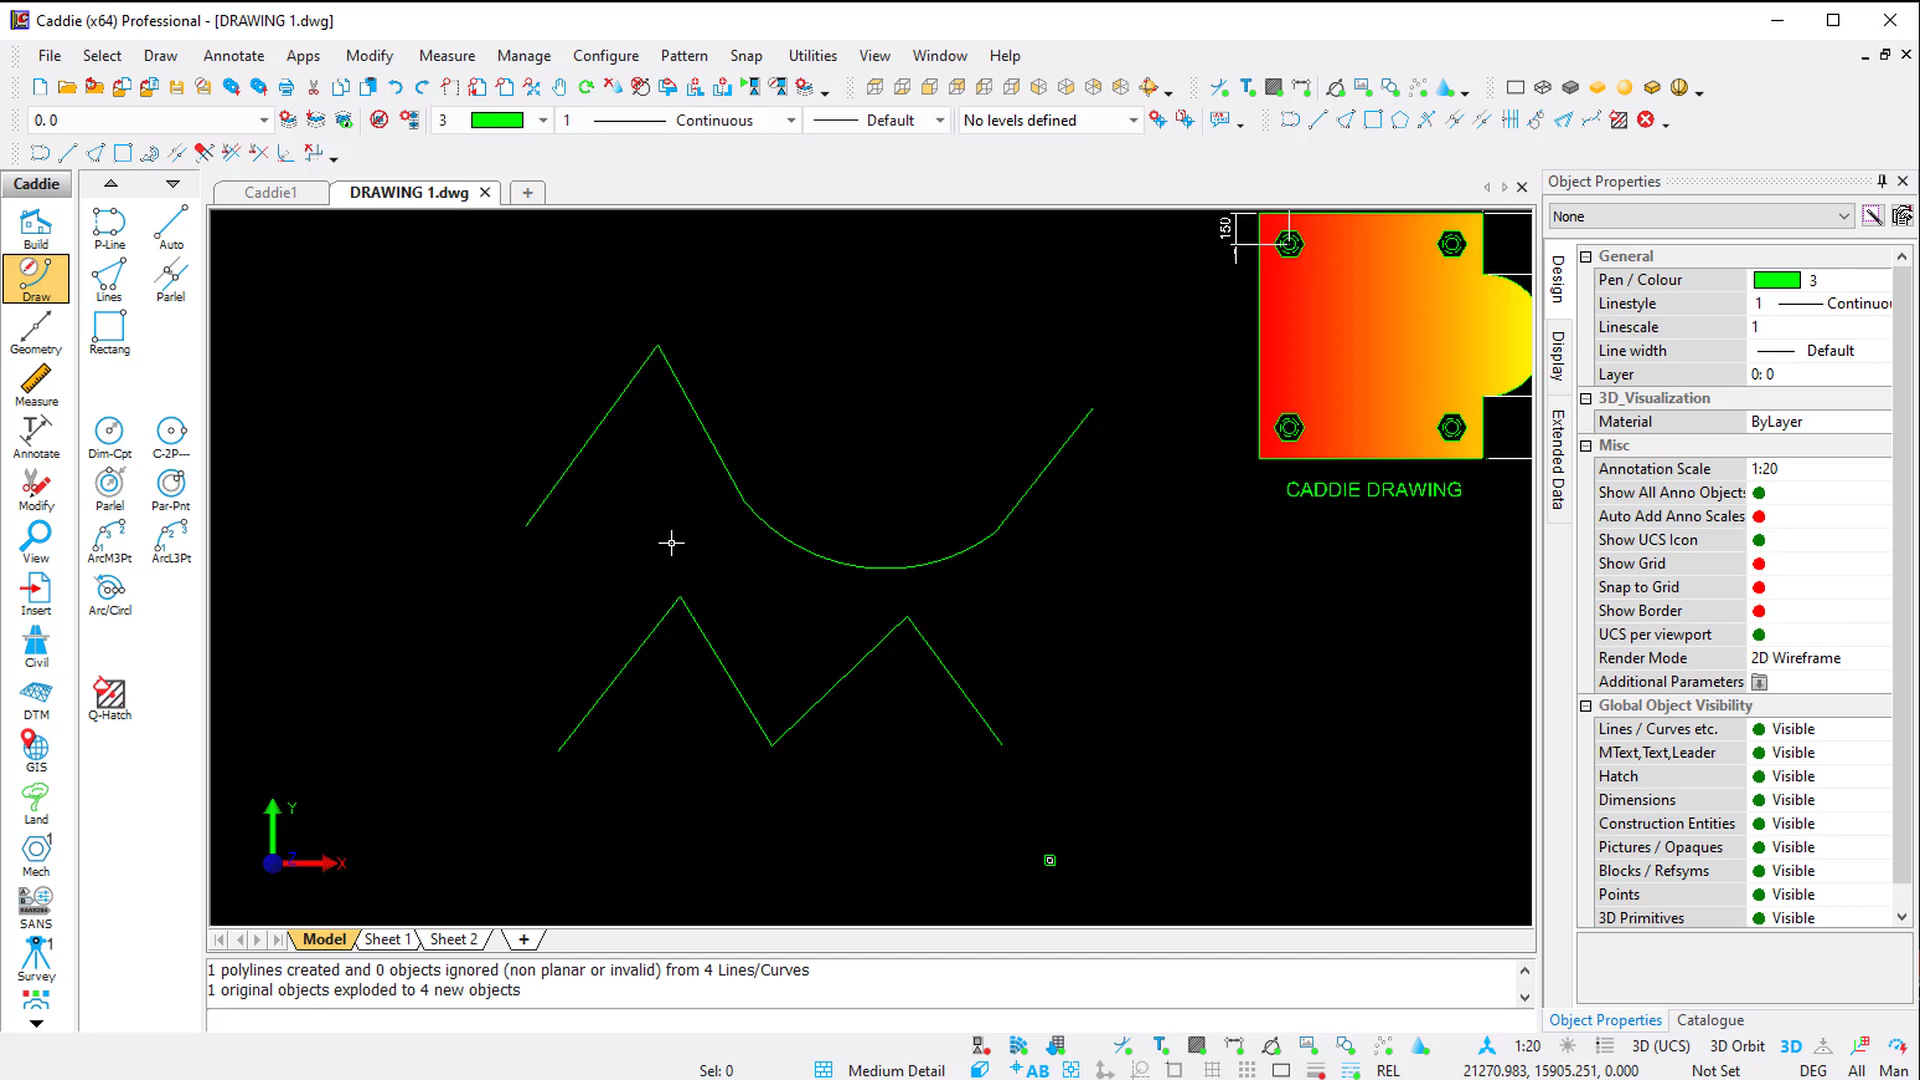 Caddie (x64) Professional - [DRAWING 1.dwg]
File Select Draw Annotate Apps Modify Measure Manage Configure Pattern Snap Utilities View Window Help
0. 0
3
1 Continuous
Default
No levels defined
Caddie
Build
Draw
Geometry
Measure
Annotate
Modify
View
Insert
Civil
DTM
GIS
Land
Mech
SANS
Survey
P-Line Auto
Lines Parlel
Rectang
Dim-Cpt C-2P---
Parlel Par-Pnt
ArcM3Pt ArcL3Pt
Arc/Circl
Q-Hatch
Caddie1
DRAWING 1.dwg
150
CADDIE DRAWING
Y
Z
X
Model Sheet 1 Sheet 2
1 polylines created and 0 objects ignored (non planar or invalid) from 4 Lines/Curves
1 original objects exploded to 4 new objects
Object Properties
None
Design
Display
Extended Data
General
Pen / Colour 3
Linestyle 1 Continuou
Linescale 1
Line width Default
Layer 0: 0
3D_Visualization
Material ByLayer
Misc
Annotation Scale 1:20
Show All Anno Objects
Auto Add Anno Scales
Show UCS Icon
Show Grid
Snap to Grid
Show Border
UCS per viewport
Render Mode 2D Wireframe
Additional Parameters
Global Object Visibility
Lines / Curves etc. Visible
MText,Text,Leader Visible
Hatch Visible
Dimensions Visible
Construction Entities Visible
Pictures / Opaques Visible
Blocks / Refsyms Visible
Points Visible
3D Primitives Visible
Object Properties Catalogue
1:20 3D (UCS) 3D Orbit 3D
Sel: 0 Medium Detail AB REL 21270.983, 15905.251, 0.000 Not Set DEG All Man